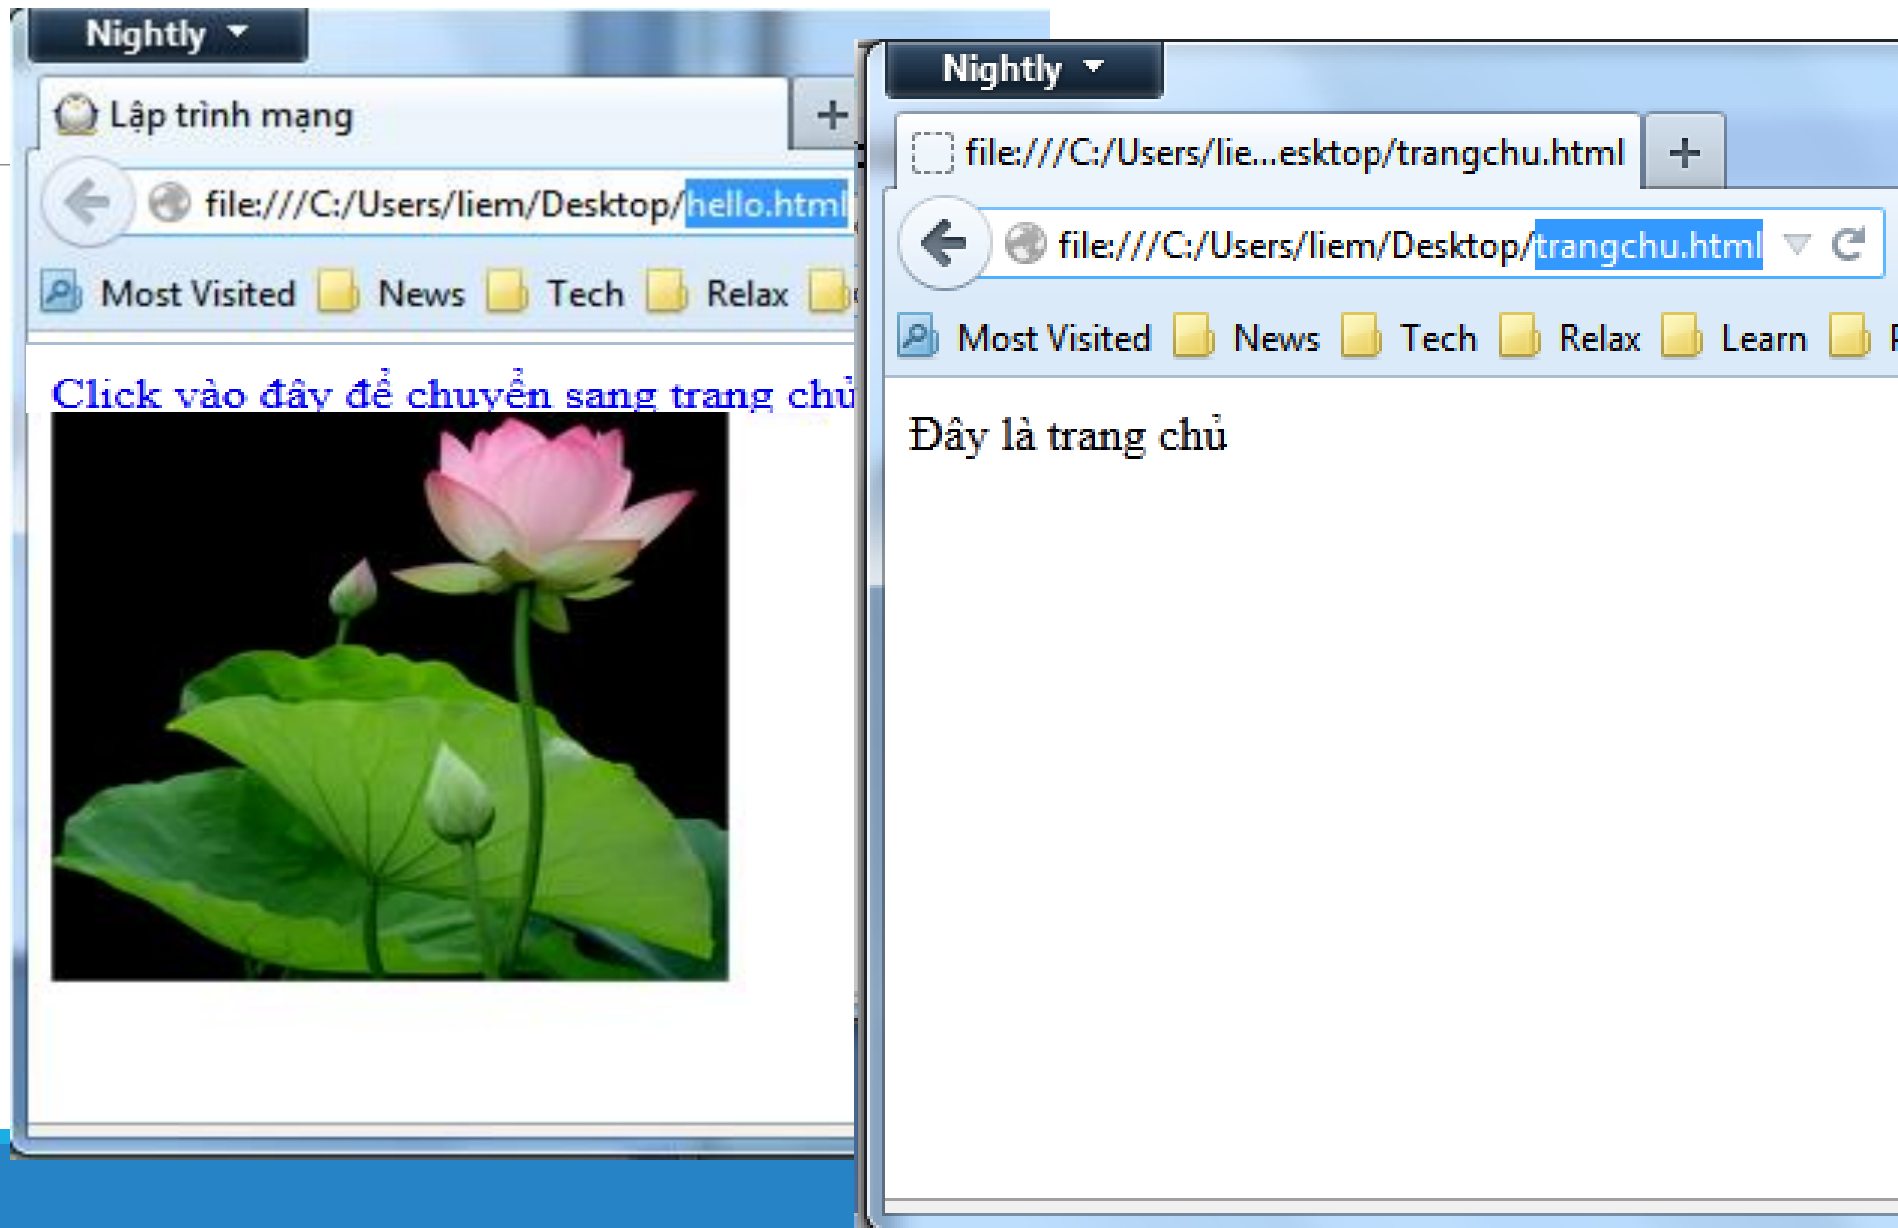 Nightly
Lập trình mạng
file:///C:/Users/liem/Desktop/hello.html
Most Visited News Tech Relax
Click vào đây để chuyển sang trang chủ
Nightly
file:///C:/Users/lie...esktop/trangchu.html
file:///C:/Users/liem/Desktop/trangchu.html
Most Visited News Tech Relax Learn
Đây là trang chủ